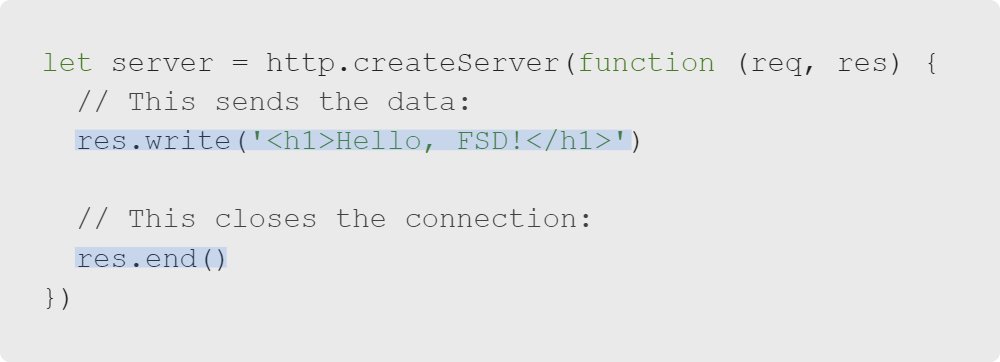 let server = http.createServer(function (req, res) {
  // This sends the data:
  res.write('<h1>Hello, FSD!</h1>')

  // This closes the connection:
  res.end()
})